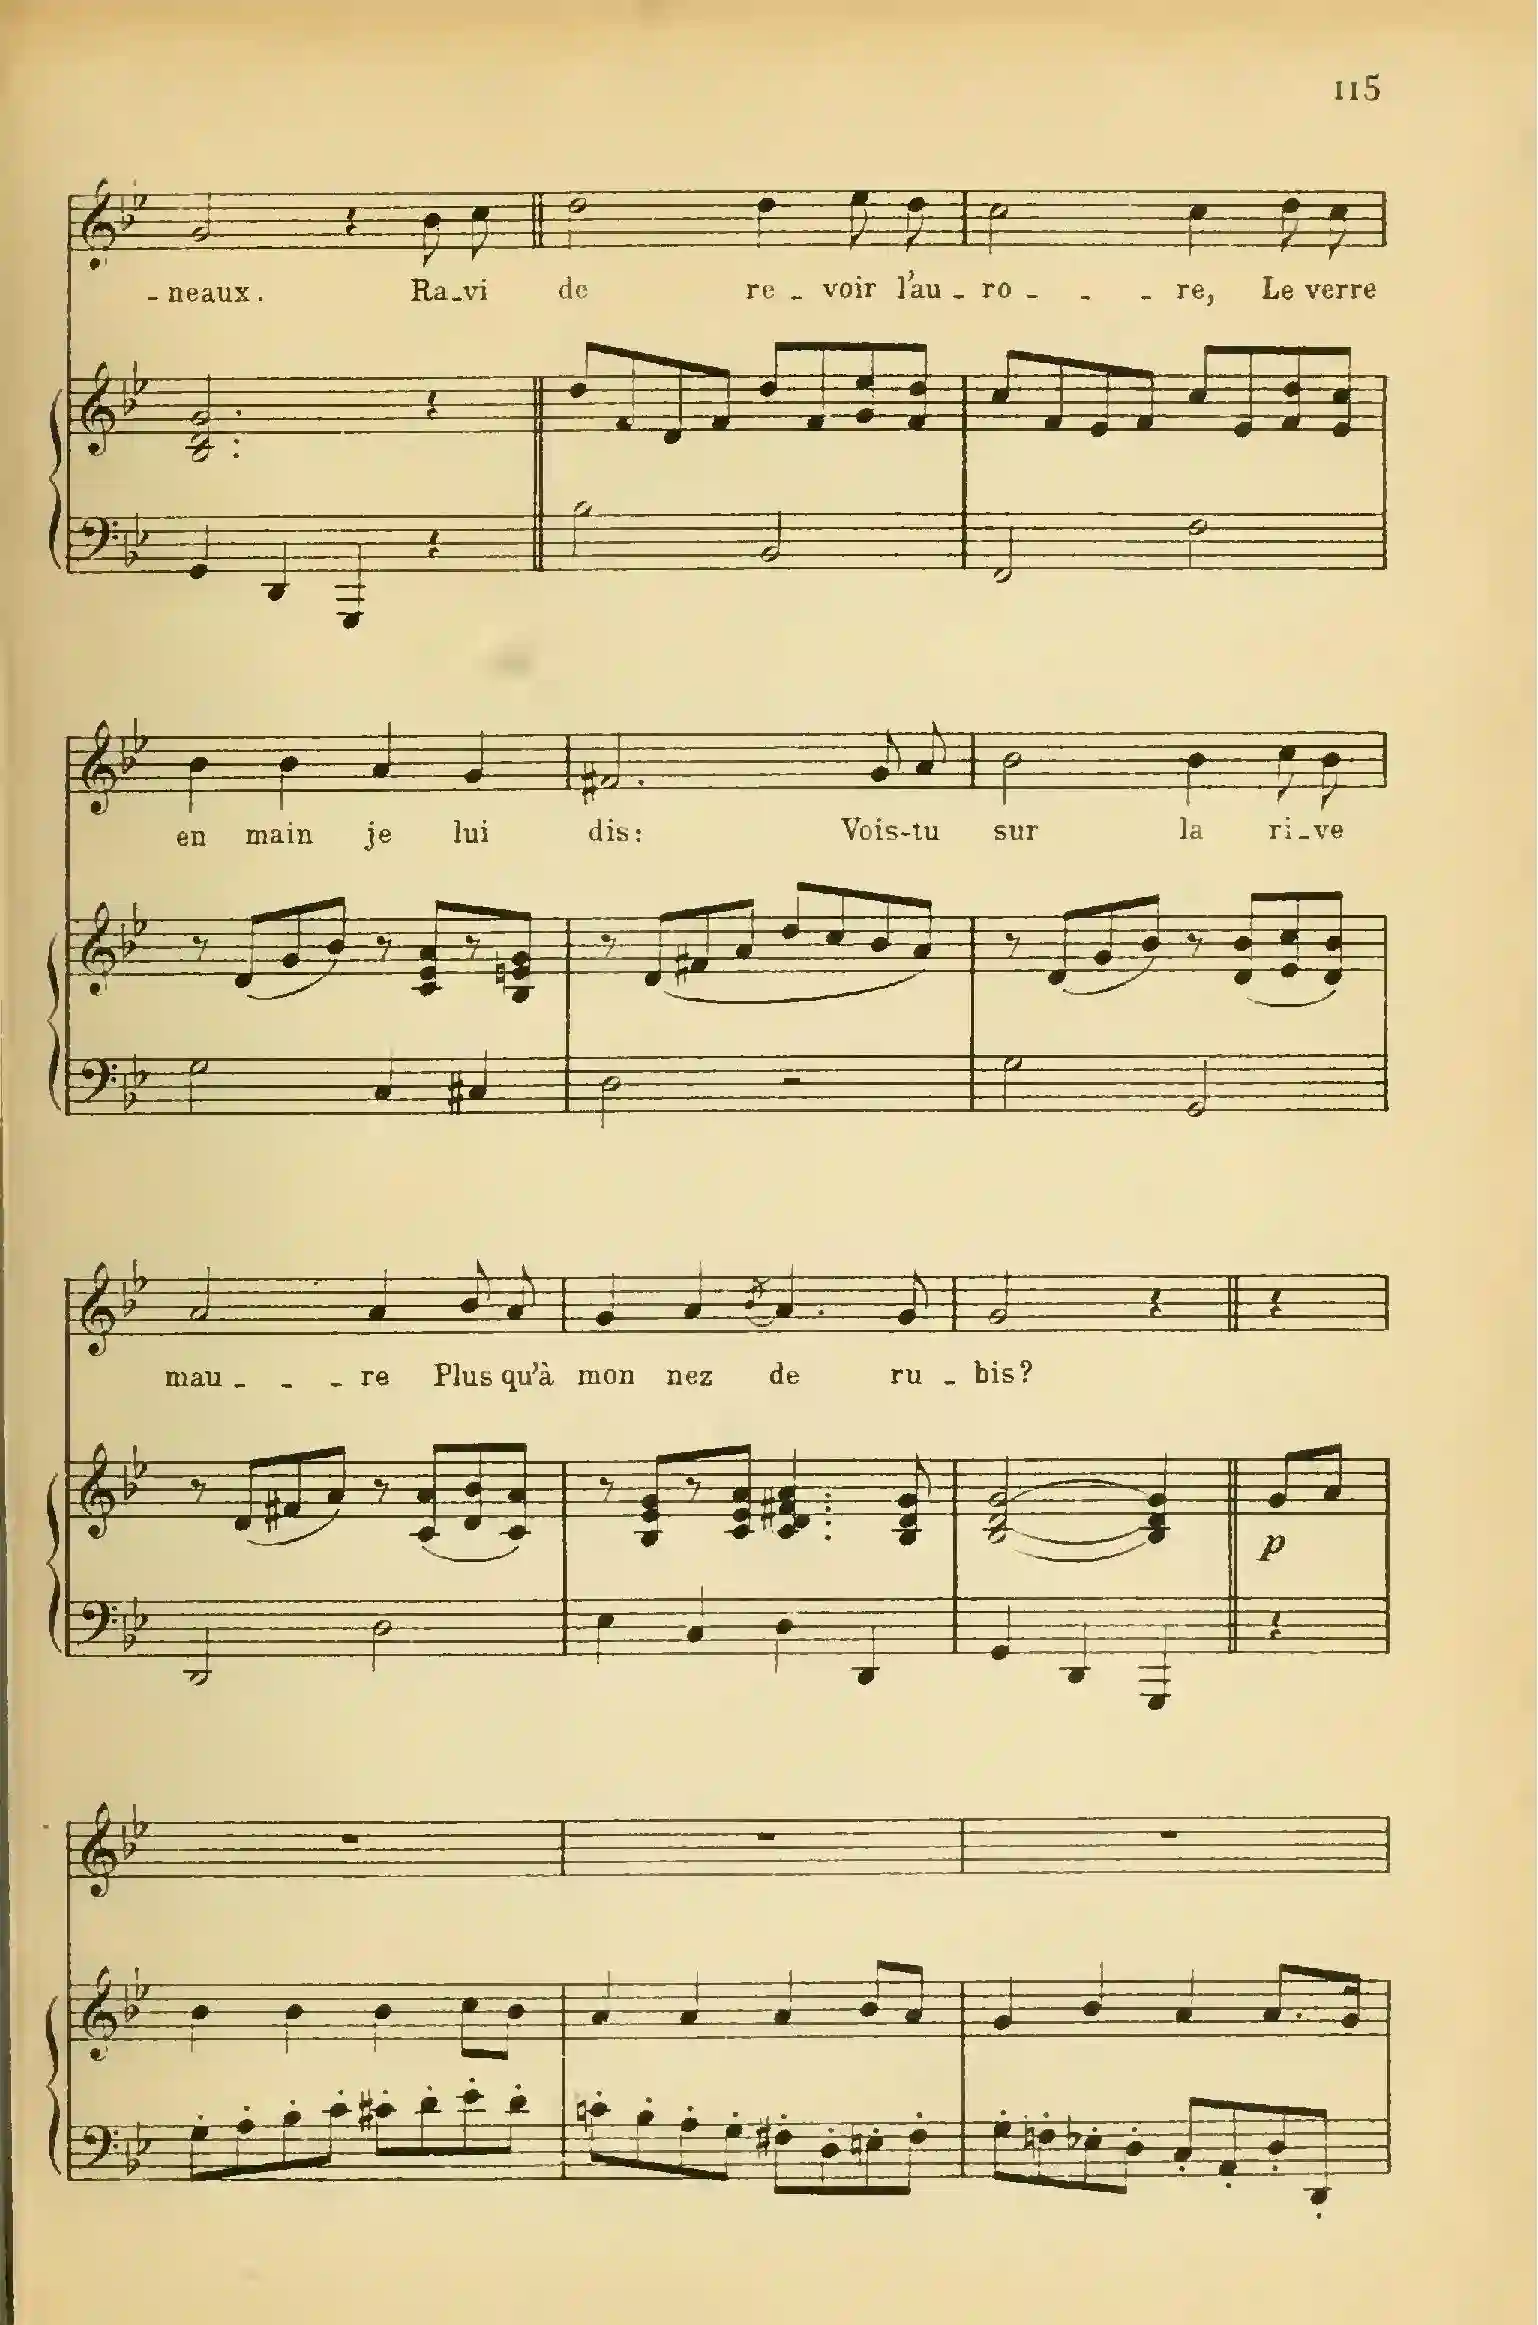 115
- neaux. Ra-vi de re - voir l'au - ro - - - re, Le verre
en main je lui dis: Vois-tu sur la ri-ve
mau - - - re Plus qu'à mon nez de ru - bis?
p